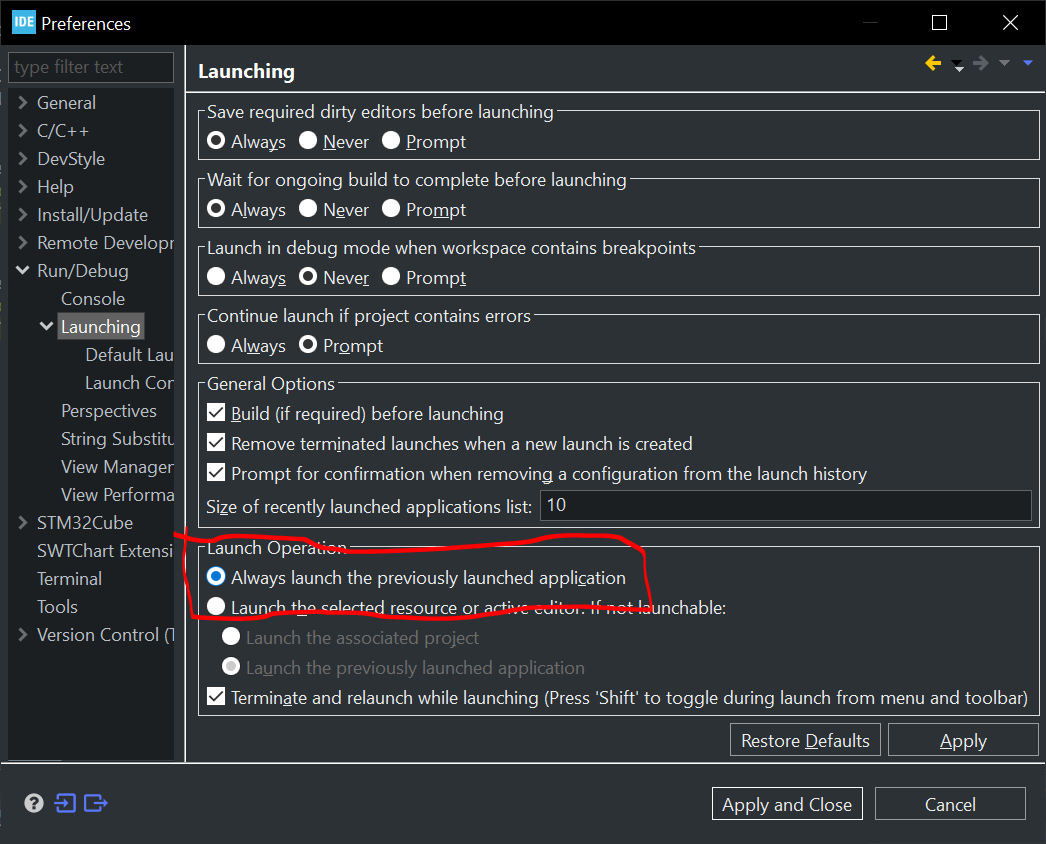 IDE Preferences
type filter text
General
C/C++
DevStyle
Help
Install/Update
Remote Developr
Run/Debug
Console
Launching
Default Lau
Launch Cor
Perspectives
String Substitu
View Manager
View Performa
STM32Cube
SWTChart Extensi
Terminal
Tools
Version Control (T
Launching
Save required dirty editors before launching
Always Never Prompt
Wait for ongoing build to complete before launching
Always Never Prompt
Launch in debug mode when workspace contains breakpoints
Always Never Prompt
Continue launch if project contains errors
Always Prompt
General Options
Build (if required) before launching
Remove terminated launches when a new launch is created
Prompt for confirmation when removing a configuration from the launch history
Size of recently launched applications list: 10
Launch Operation
Always launch the previously launched application
Launch the selected resource or active editor. If not launchable:
Launch the associated project
Launch the previously launched application
Terminate and relaunch while launching (Press 'Shift' to toggle during launch from menu and toolbar)
Restore Defaults Apply
? Apply and Close Cancel